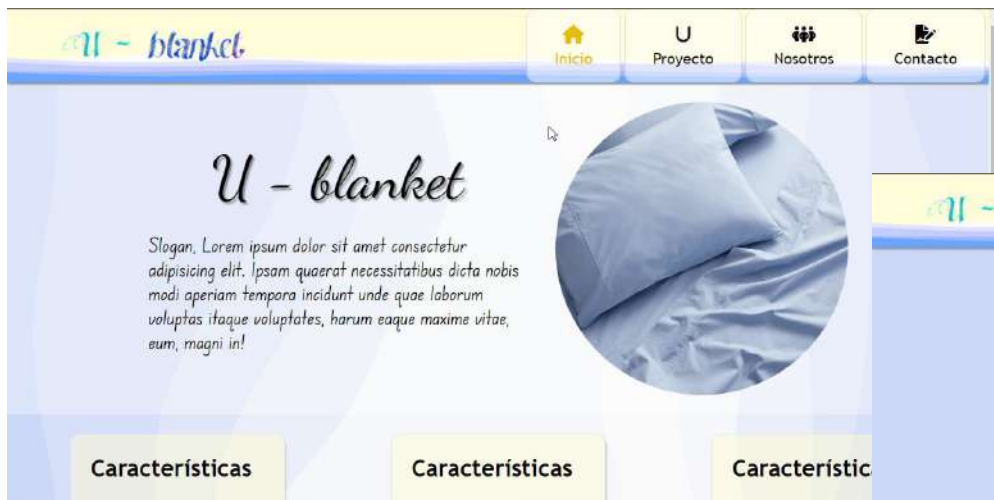 U - blanket
Inicio
Proyecto
Nosotros
Contacto
U - blanket
Slogan, Lorem ipsum dolor sit amet consectetur
adipisicing elit. Ipsam quaerat necessitatibus dicta nobis
modi aperiam tempora incidunt unde quae laborum
voluptas itaque voluptates, harum eaque maxime vitae,
eum, magni in!
U -
Características
Características
Característic